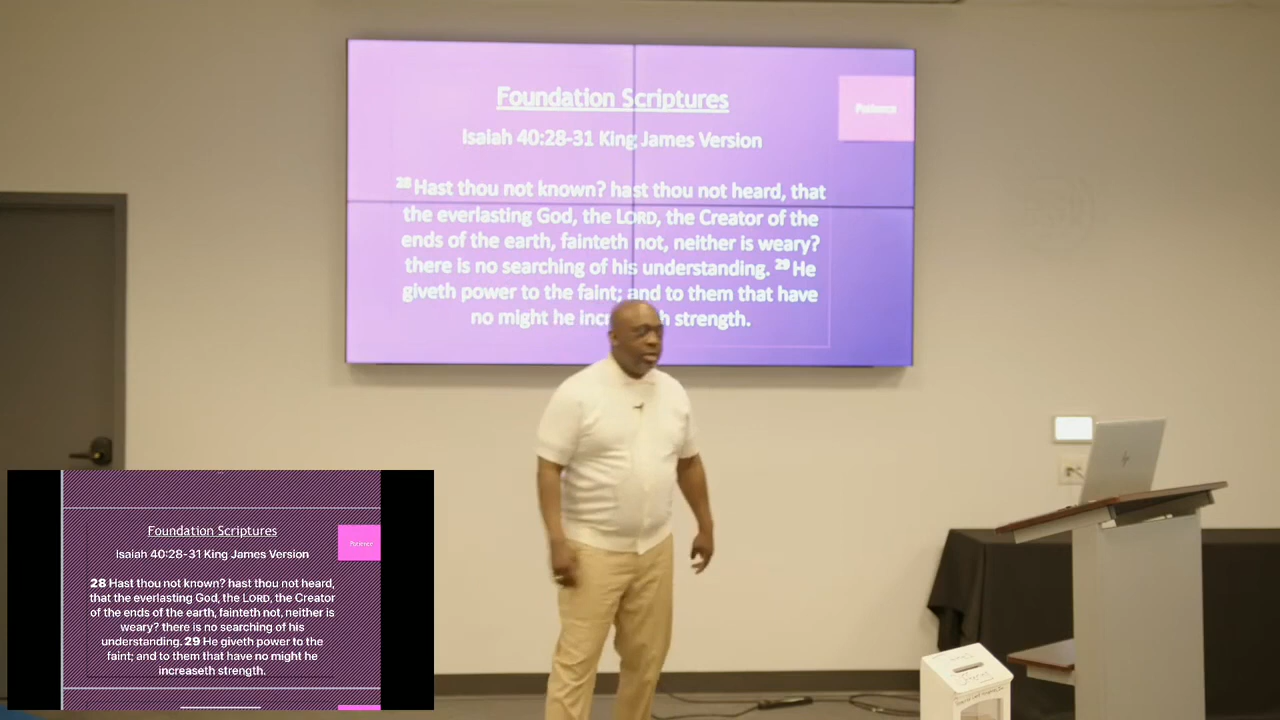 Foundation Scriptures
Patience
Isaiah 40:28-31 King James Version
28 Hast thou not known? hast thou not heard, that
the everlasting God, the LORD, the Creator of the
ends of the earth, fainteth not, neither is weary?
there is no searching of his understanding. 29 He
giveth power to the faint; and to them that have
no might he incr h strength.
Foundation Scriptures
Patience
Isaiah 40:28-31 King James Version
28 Hast thou not known? hast thou not heard,
that the everlasting God, the LORD, the Creator
of the ends of the earth, fainteth not, neither is
weary? there is no searching of his
understanding. 29 He giveth power to the
faint; and to them that have no might he
increaseth strength.